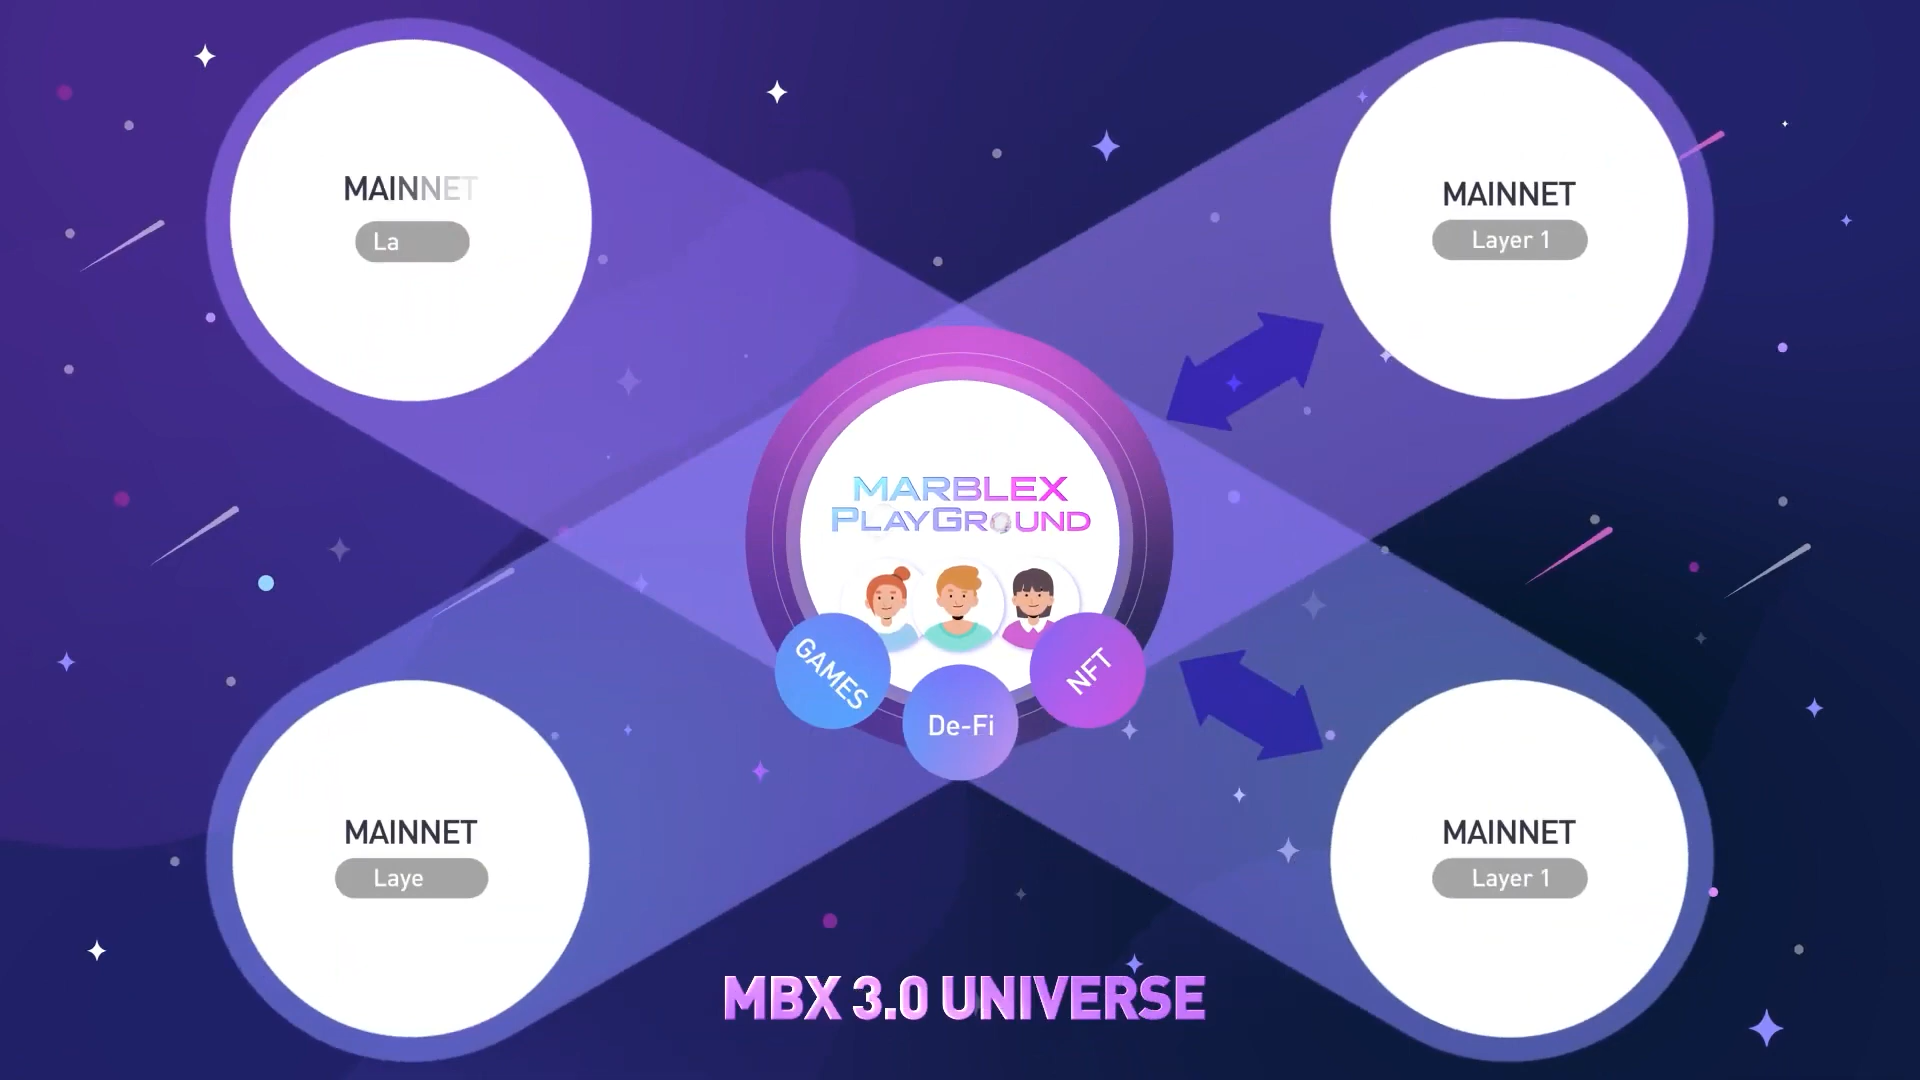 MAINNET
La
MAINNET
Layer 1
MARBLEX
PLAYGROUND
GAMES
De-Fi
NFT
MAINNET
Laye
MAINNET
Layer 1
MBX 3.0 UNIVERSE